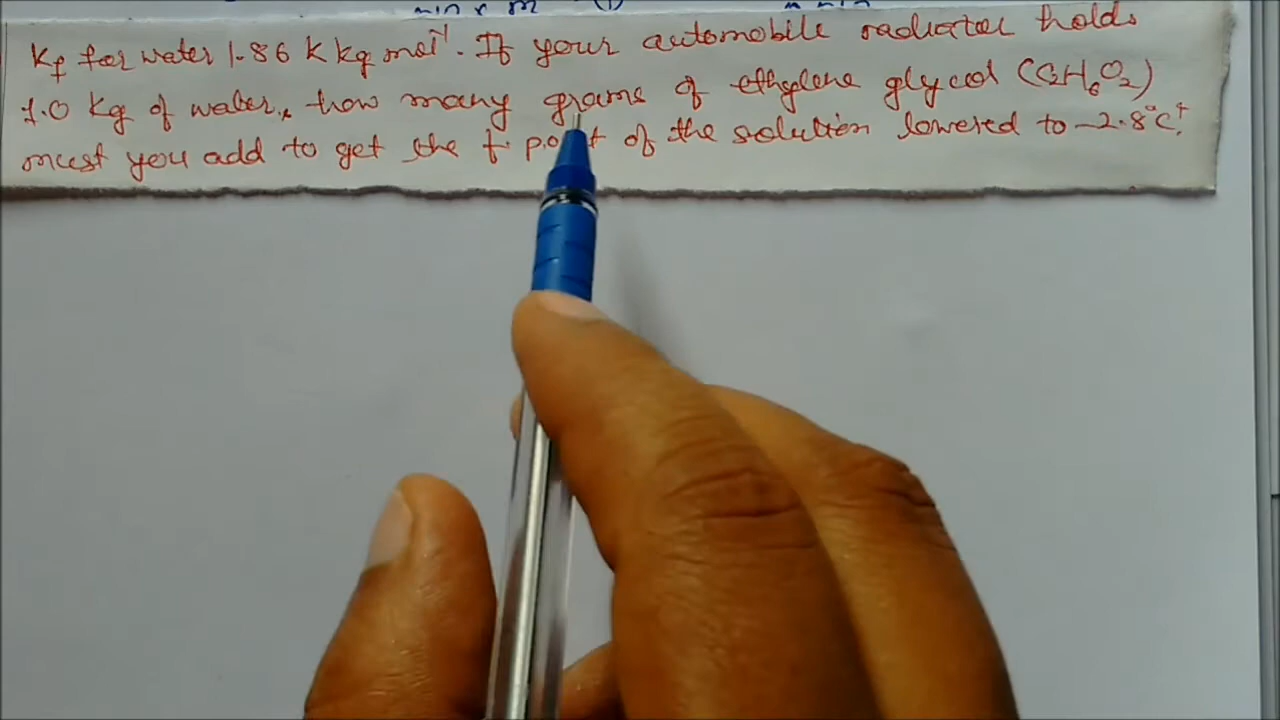 Kf for water 1.86 K kg mol⁻¹. If your automobile radiator holds
1.0 kg of water, how many grams of ethylene glycol (C2H6O2)
must you add to get the f. point of the solution lowered to -2.8°C.